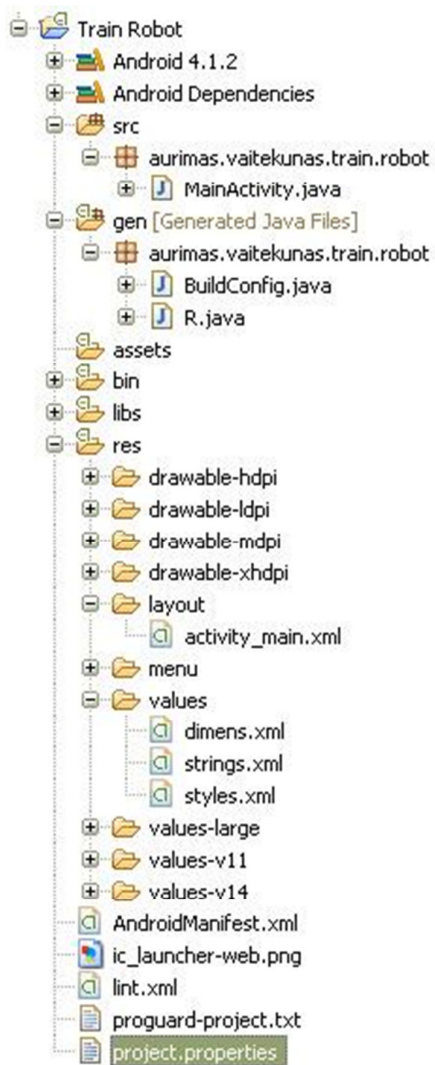 Train Robot
Android 4.1.2
Android Dependencies
src
aurimas.vaitekunas.train.robot
MainActivity.java
gen [Generated Java Files]
aurimas.vaitekunas.train.robot
BuildConfig.java
R.java
assets
bin
libs
res
drawable-hdpi
drawable-ldpi
drawable-mdpi
drawable-xhdpi
layout
activity_main.xml
menu
values
dimens.xml
strings.xml
styles.xml
values-large
values-v11
values-v14
AndroidManifest.xml
ic_launcher-web.png
lint.xml
proguard-project.txt
project.properties